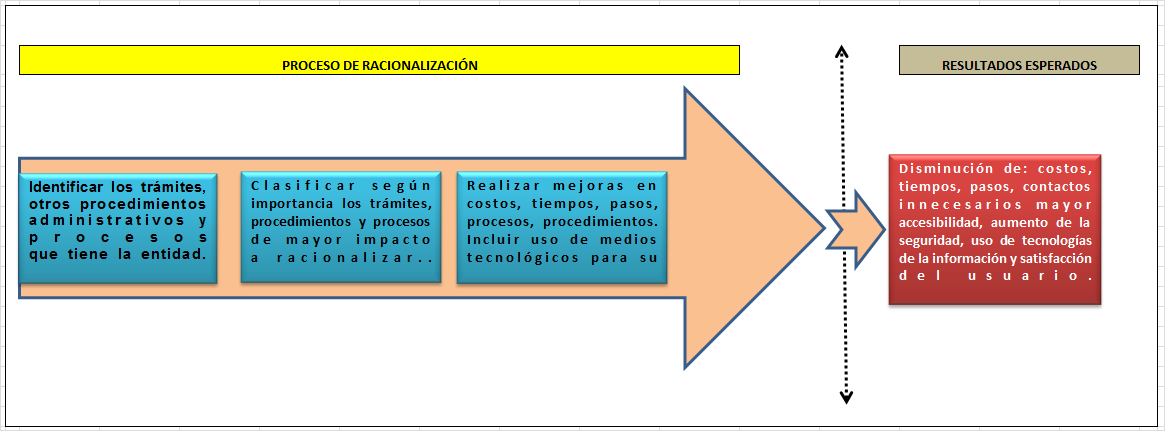 PROCESO DE RACIONALIZACIÓN
RESULTADOS ESPERADOS
Identificar los trámites,
otros procedimientos
administrativos y
procesos
que tiene la entidad.
Clasificar según
importancia los trámites,
procedimientos y procesos
de mayor impacto
a racionalizar..
Realizar mejoras en
costos, tiempos, pasos,
procesos, procedimientos.
Incluir uso de medios
tecnológicos para su
Disminución de: costos,
tiempos, pasos, contactos
innecesarios mayor
accesibilidad, aumento de la
seguridad, uso de tecnologías
de la información y satisfacción
del usuario.